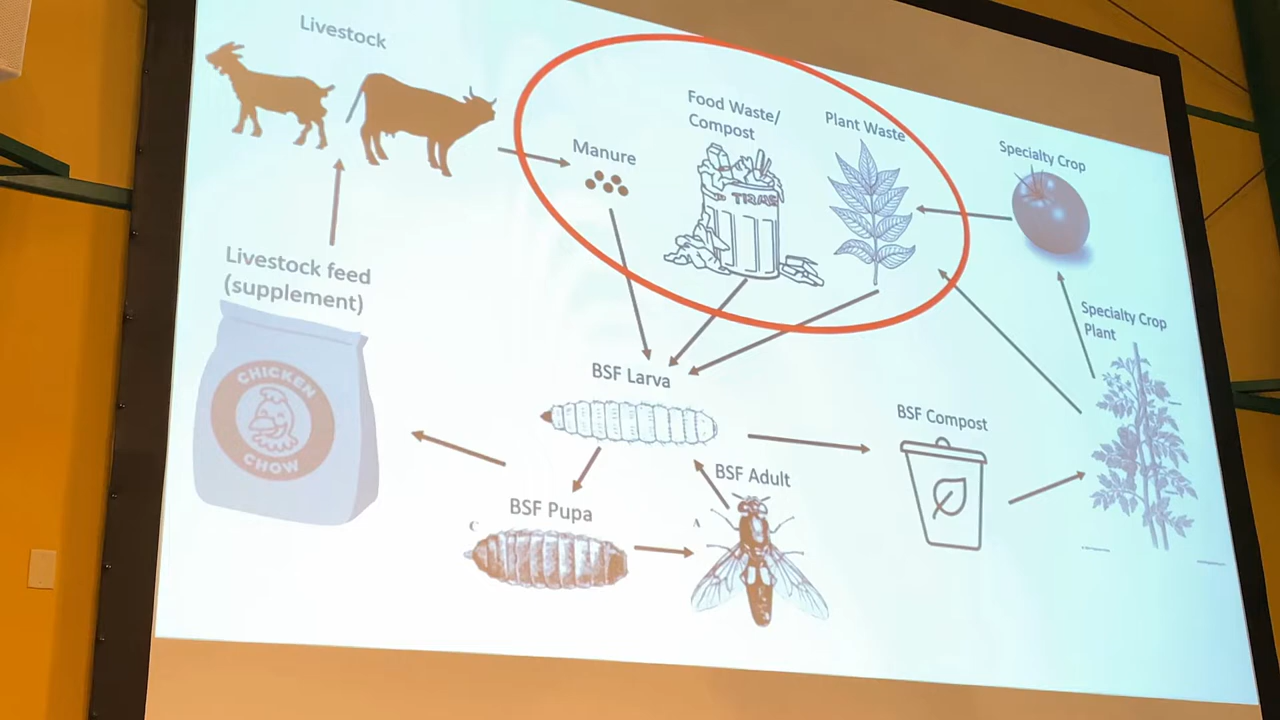 Livestock
Food Waste/
Compost
Plant Waste
Manure
Specialty Crop
Livestock feed
(supplement)
Specialty Crop
Plant
BSF Larva
CHICKEN
CHOW
BSF Compost
BSF Adult
BSF Pupa
C
A